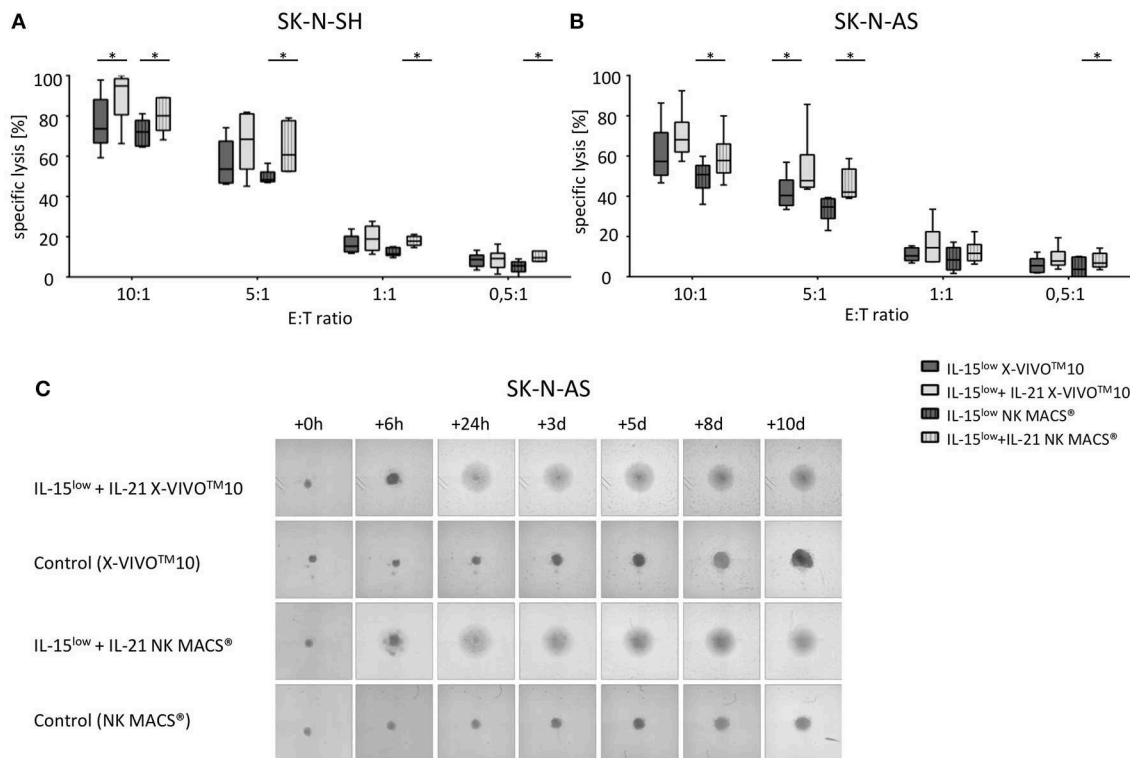 A
SK-N-SH
* * * * *
100
80
60
40
20
0
specific lysis [%]
10:1 5:1 1:1 0,5:1
E:T ratio
B
SK-N-AS
* * * *
100
80
60
40
20
0
specific lysis [%]
10:1 5:1 1:1 0,5:1
E:T ratio
IL-15low X-VIVO™10
IL-15low+ IL-21 X-VIVO™10
IL-15low NK MACS®
IL-15low+IL-21 NK MACS®
C
SK-N-AS
+0h +6h +24h +3d +5d +8d +10d
IL-15low + IL-21 X-VIVO™10
Control (X-VIVO™10)
IL-15low + IL-21 NK MACS®
Control (NK MACS®)